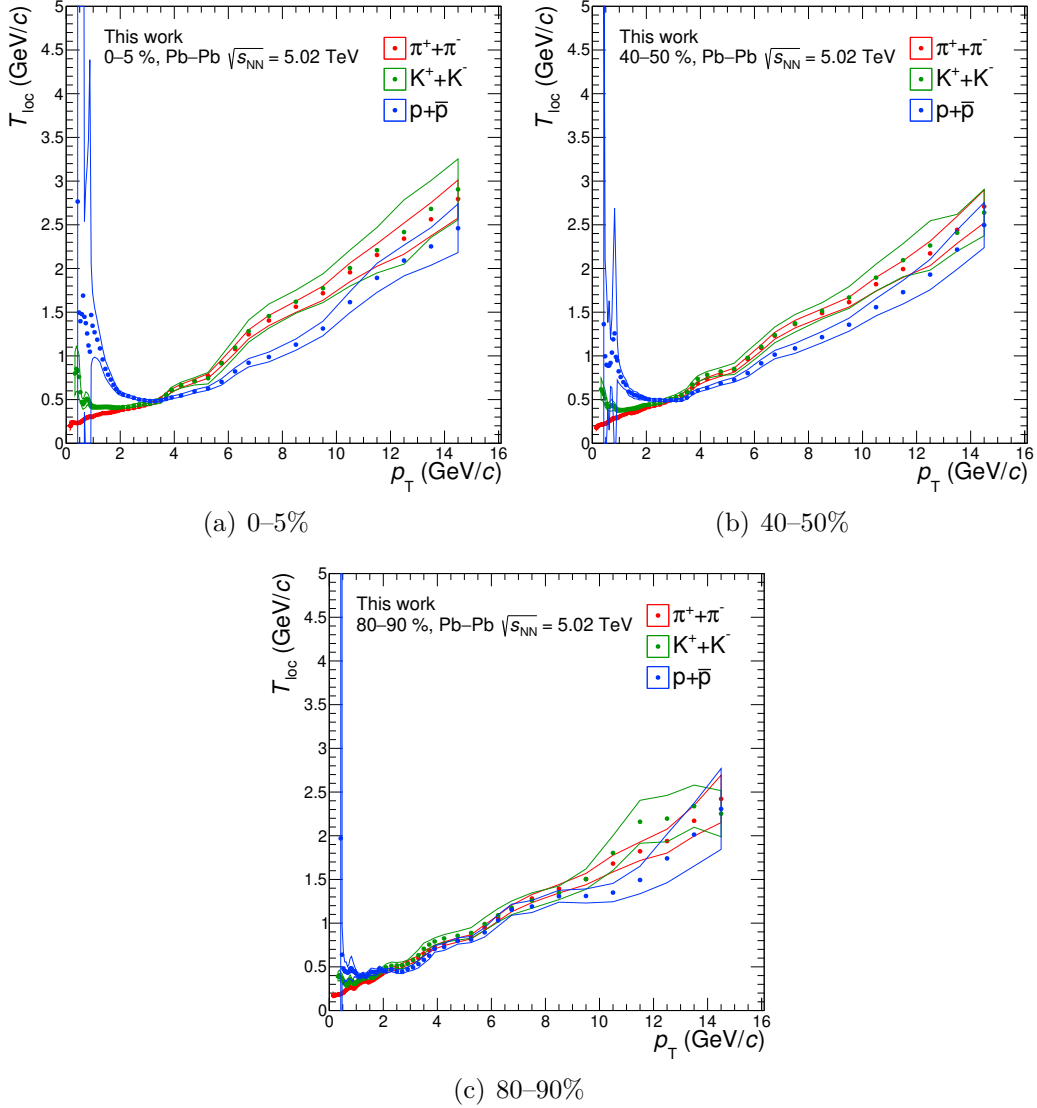 This work
0–5 %, Pb–Pb √sNN = 5.02 TeV
π⁺+π⁻
K⁺+K⁻
p+p̅
Tloc (GeV/c)
5
4.5
4
3.5
3
2.5
2
1.5
1
0.5
0
0 2 4 6 8 10 12 14 16
pT (GeV/c)
(a) 0–5%
This work
40–50 %, Pb–Pb √sNN = 5.02 TeV
π⁺+π⁻
K⁺+K⁻
p+p̅
Tloc (GeV/c)
5
4.5
4
3.5
3
2.5
2
1.5
1
0.5
0
0 2 4 6 8 10 12 14 16
pT (GeV/c)
(b) 40–50%
This work
80–90 %, Pb–Pb √sNN = 5.02 TeV
π⁺+π⁻
K⁺+K⁻
p+p̅
Tloc (GeV/c)
5
4.5
4
3.5
3
2.5
2
1.5
1
0.5
0
0 2 4 6 8 10 12 14 16
pT (GeV/c)
(c) 80–90%